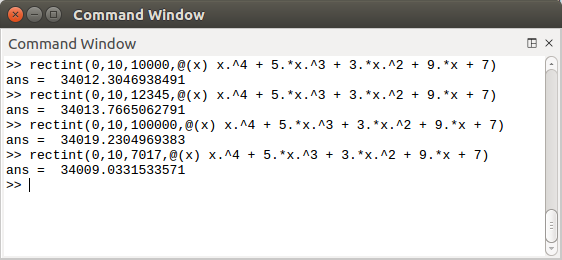 Command Window
Command Window
>> rectint(0,10,10000,@(x) x.^4 + 5.*x.^3 + 3.*x.^2 + 9.*x + 7)
ans =  34012.3046938491
>> rectint(0,10,12345,@(x) x.^4 + 5.*x.^3 + 3.*x.^2 + 9.*x + 7)
ans =  34013.7665062791
>> rectint(0,10,100000,@(x) x.^4 + 5.*x.^3 + 3.*x.^2 + 9.*x + 7)
ans =  34019.2304969383
>> rectint(0,10,7017,@(x) x.^4 + 5.*x.^3 + 3.*x.^2 + 9.*x + 7)
ans =  34009.0331533571
>>